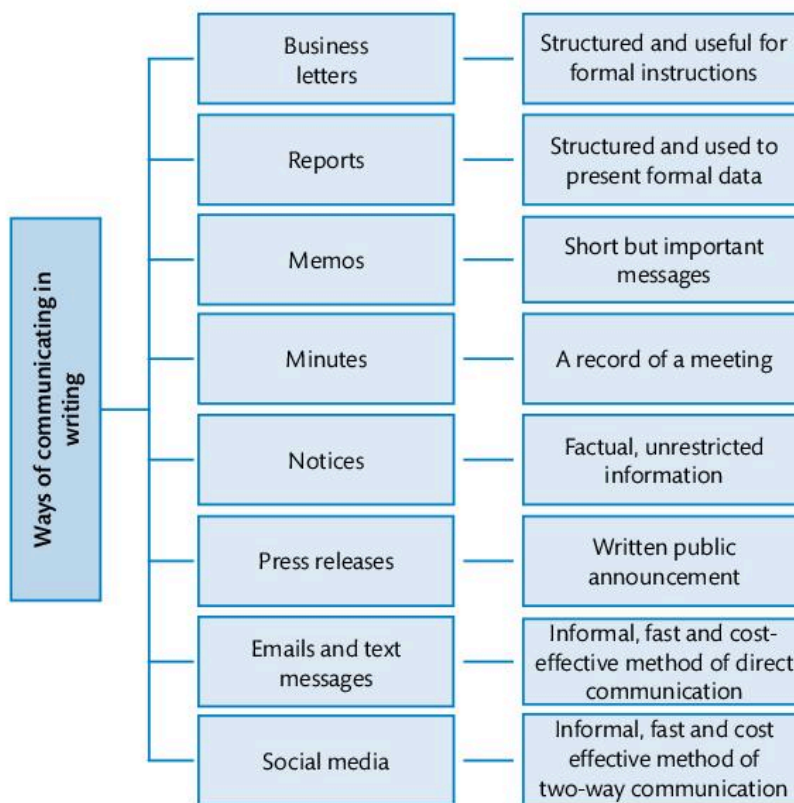 Ways of communicating in
writing
Business
letters
Structured and useful for
formal instructions
Reports
Structured and used to
present formal data
Memos
Short but important
messages
Minutes
A record of a meeting
Notices
Factual, unrestricted
information
Press releases
Written public
announcement
Emails and text
messages
Informal, fast and cost-
effective method of direct
communication
Social media
Informal, fast and cost
effective method of
two-way communication